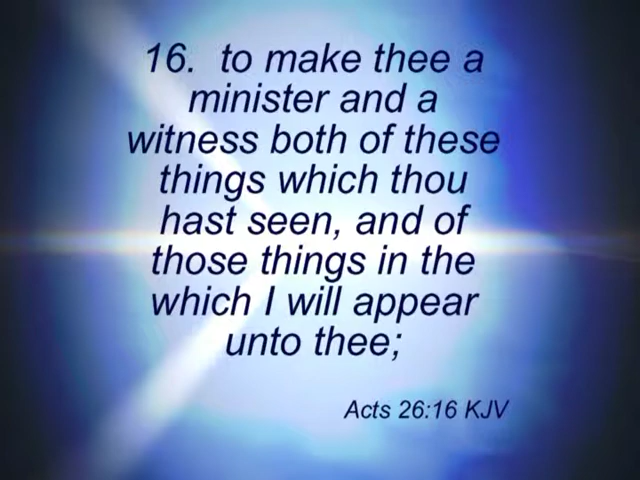 16.  to make thee a
minister and a
witness both of these
things which thou
hast seen, and of
those things in the
which I will appear
unto thee;
Acts 26:16 KJV